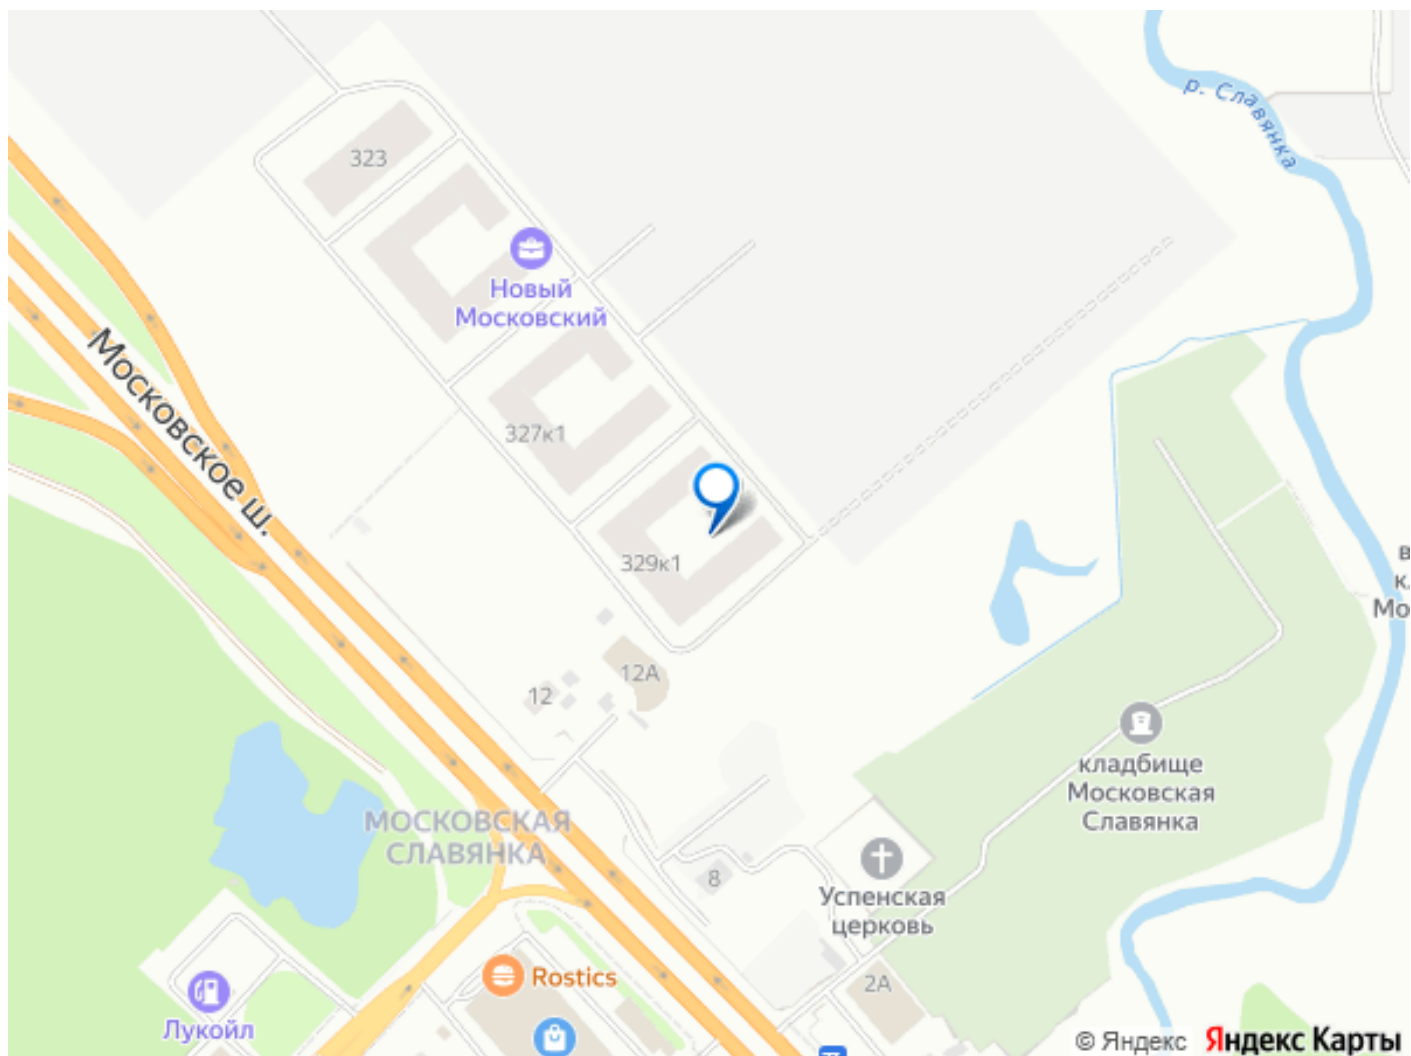 р. Славянка
323
Новый
Московский
Московское ш.
327к1
329к1
12А
12
кладбище
Московская
Славянка
МОСКОВСКАЯ
СЛАВЯНКА
8
Успенская
церковь
Rostics
2А
Лукойл
© Яндекс Яндекс Карты